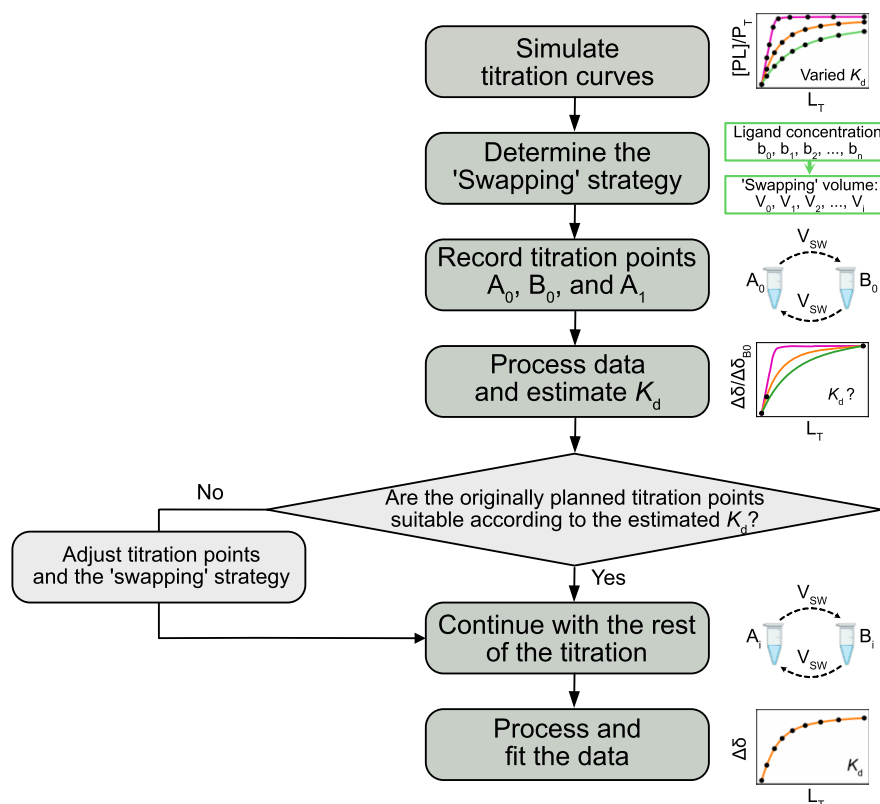 Simulate
titration curves
[PL]/P_T
Varied K_d
L_T
Determine the
'Swapping' strategy
Ligand concentration
b_0, b_1, b_2, ..., b_n
'Swapping' volume:
V_0, V_1, V_2, ..., V_i
Record titration points
A_0, B_0, and A_1
V_SW
A_0
B_0
V_SW
Process data
and estimate K_d
Δδ/Δδ_B0
K_d ?
L_T
Are the originally planned titration points
suitable according to the estimated K_d?
No
Adjust titration points
and the 'swapping' strategy
Yes
Continue with the rest
of the titration
V_SW
A_i
B_i
V_SW
Process and
fit the data
Δδ
K_d
L_T